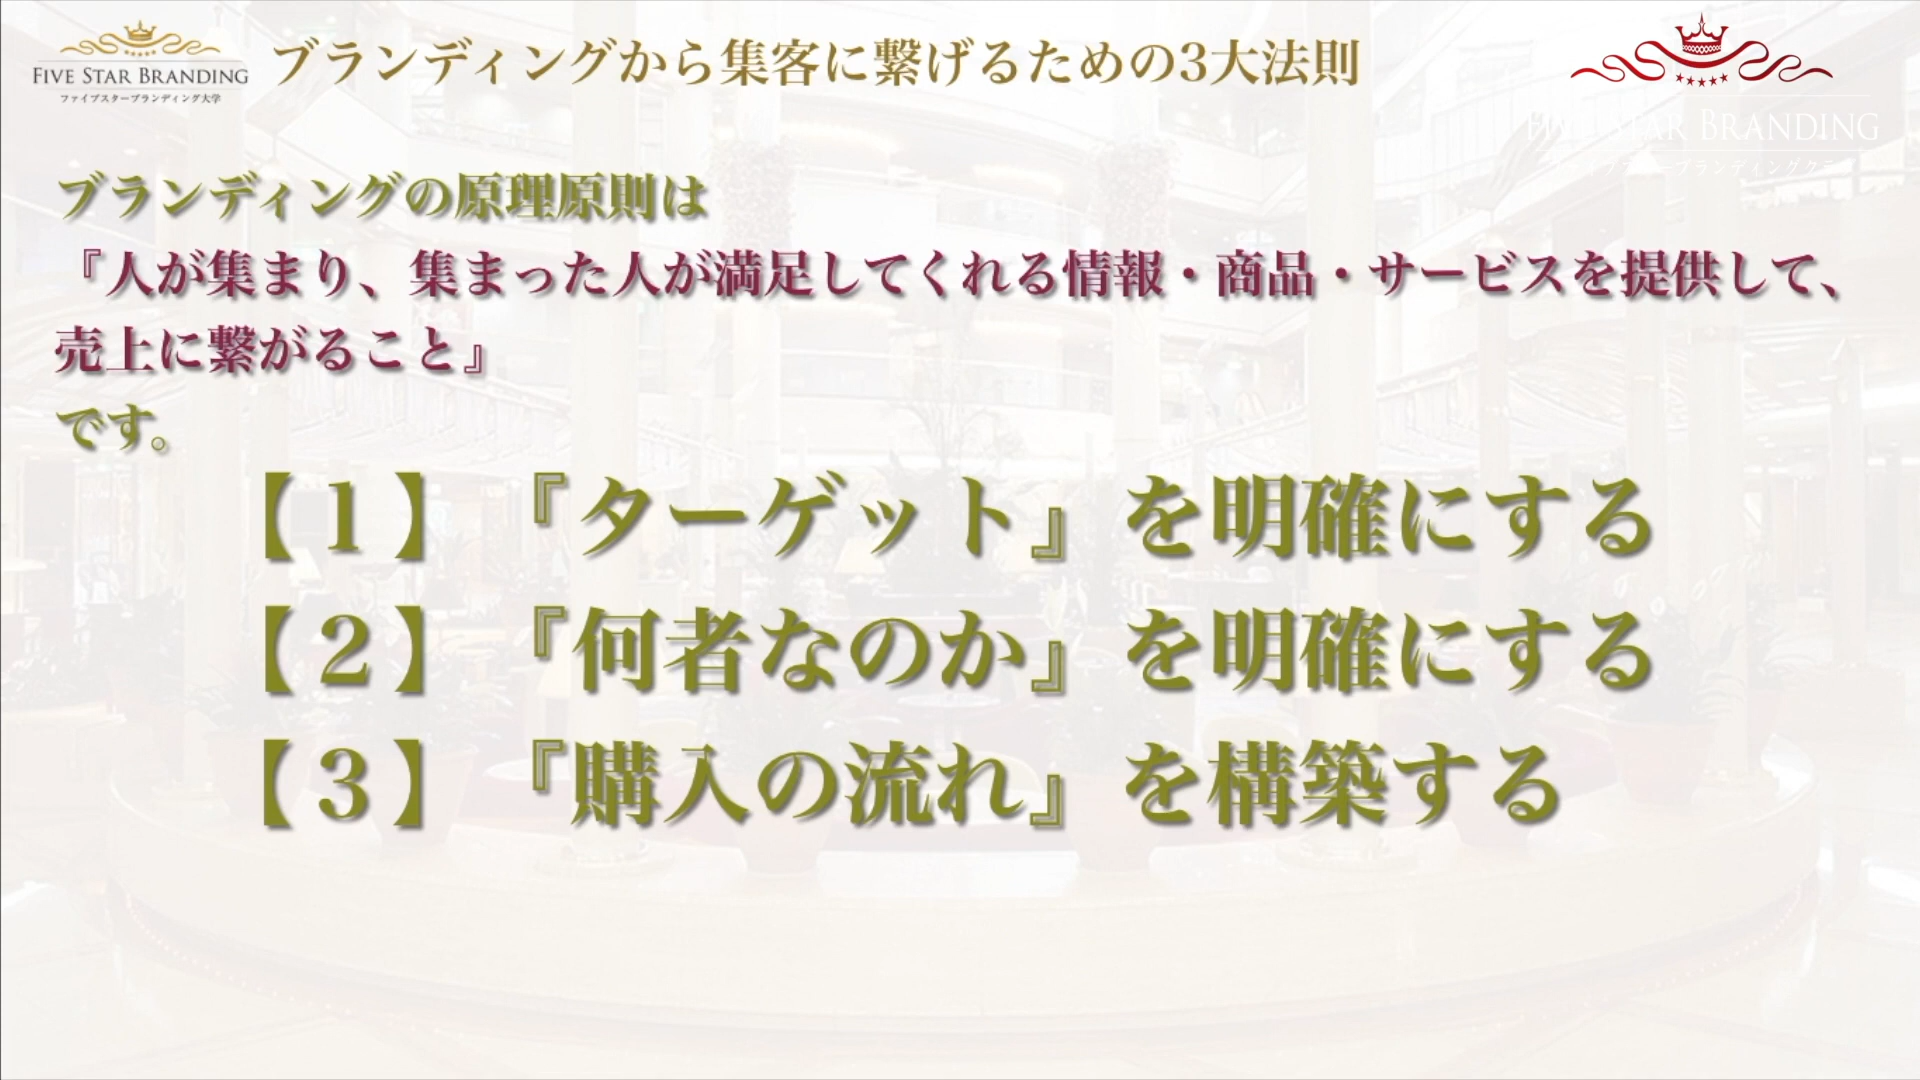 FIVE STAR BRANDING
ファイブスターブランディング大学
ブランディングから集客に繋げるための3大法則
FIVE STAR BRANDING
ブランディングの原理原則は
『人が集まり、集まった人が満足してくれる情報・商品・サービスを提供して、
売上に繋がること』
です。
【1】 『ターゲット』を明確にする
【2】 『何者なのか』を明確にする
【3】 『購入の流れ』を構築する